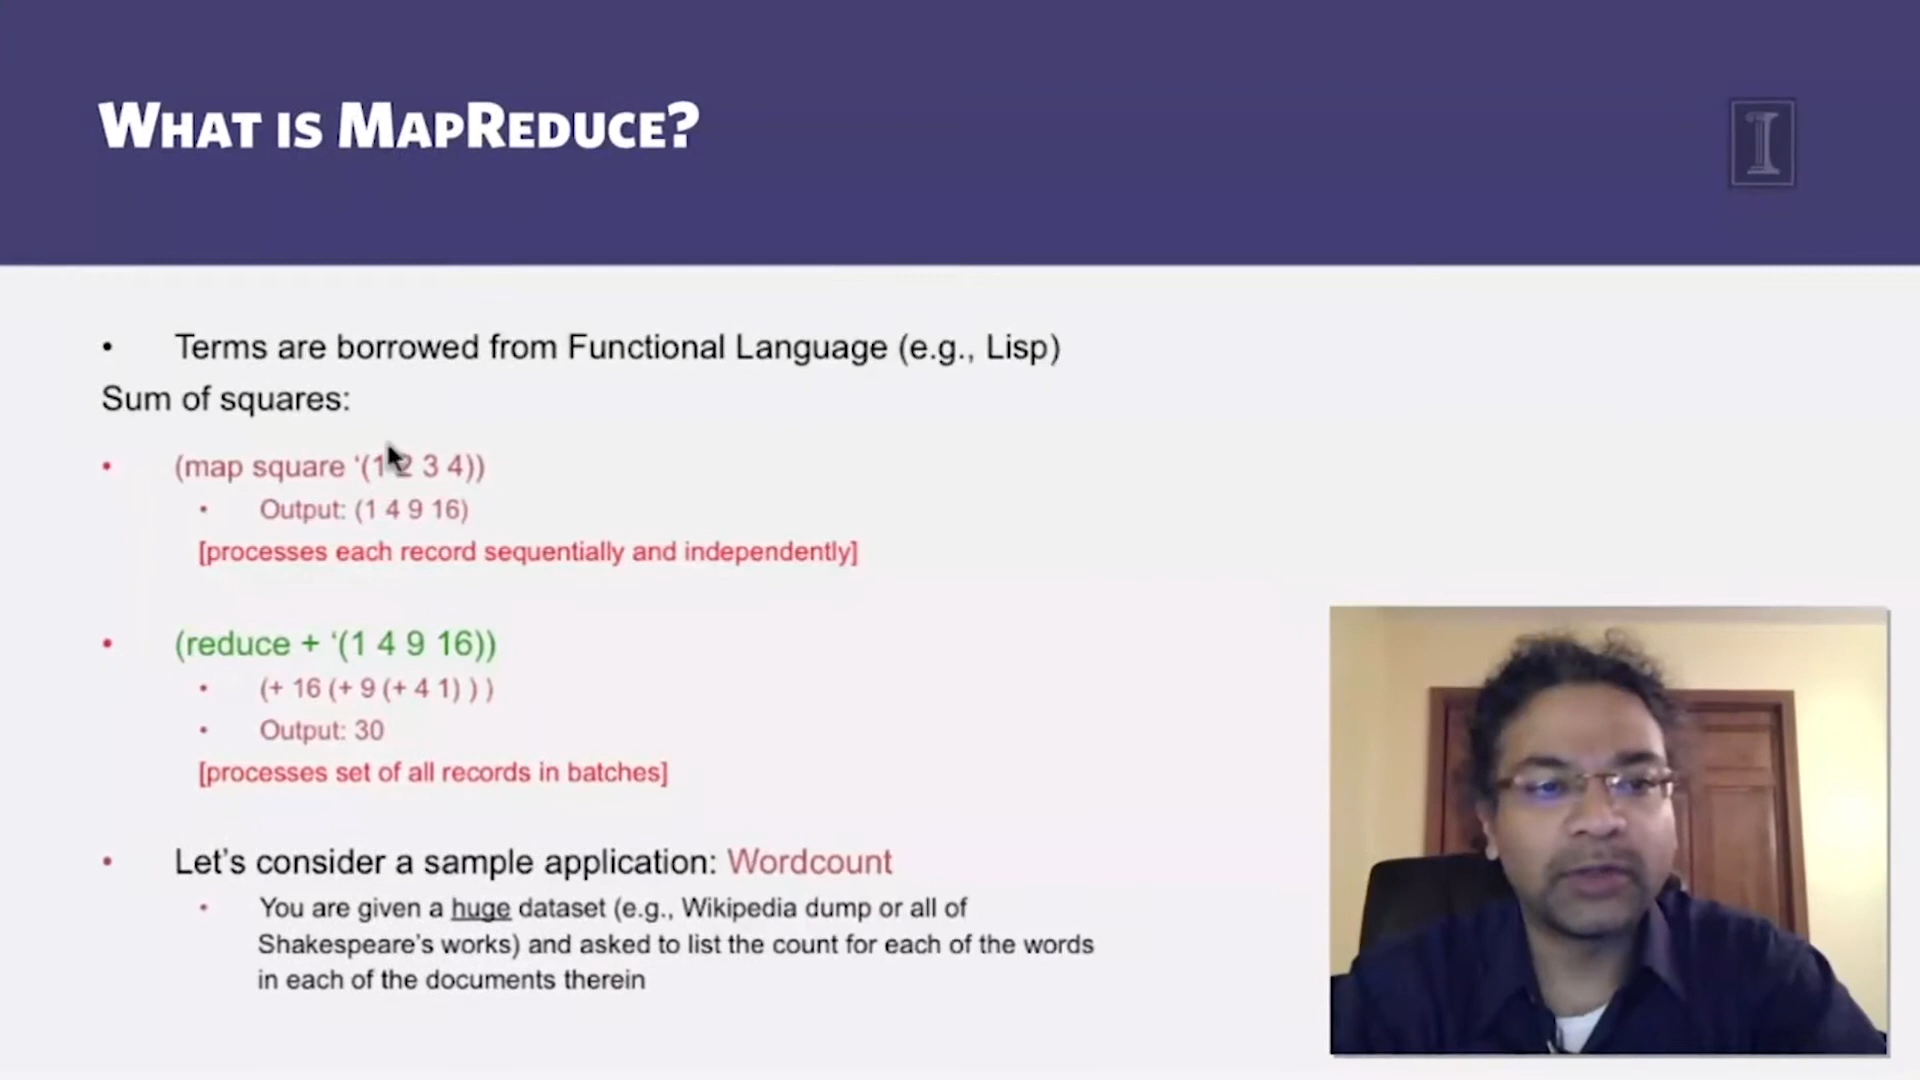 WHAT IS MAPREDUCE?
I
• Terms are borrowed from Functional Language (e.g., Lisp)
Sum of squares:
• (map square ‘(1 2 3 4))
• Output: (1 4 9 16)
[processes each record sequentially and independently]
• (reduce + ‘(1 4 9 16))
• (+ 16 (+ 9 (+ 4 1) ) )
• Output: 30
[processes set of all records in batches]
• Let’s consider a sample application: Wordcount
• You are given a huge dataset (e.g., Wikipedia dump or all of
Shakespeare’s works) and asked to list the count for each of the words
in each of the documents therein